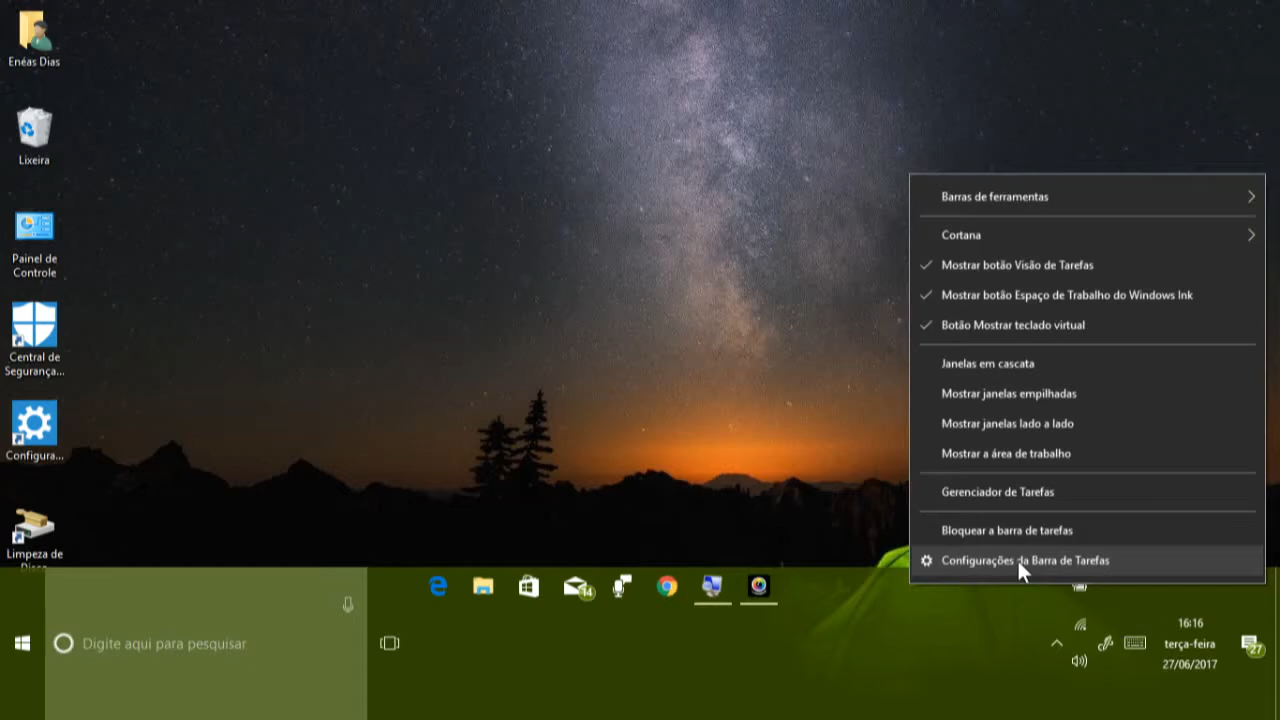 Enéas Dias
Lixeira
Painel de
Controle
Central de
Segurança...
Configura...
Limpeza de
Barras de ferramentas
Cortana
Mostrar botão Visão de Tarefas
Mostrar botão Espaço de Trabalho do Windows Ink
Botão Mostrar teclado virtual
Janelas em cascata
Mostrar janelas empilhadas
Mostrar janelas lado a lado
Mostrar a área de trabalho
Gerenciador de Tarefas
Bloquear a barra de tarefas
Configurações da Barra de Tarefas
14
Digite aqui para pesquisar
16:16
terça-feira
27/06/2017
27